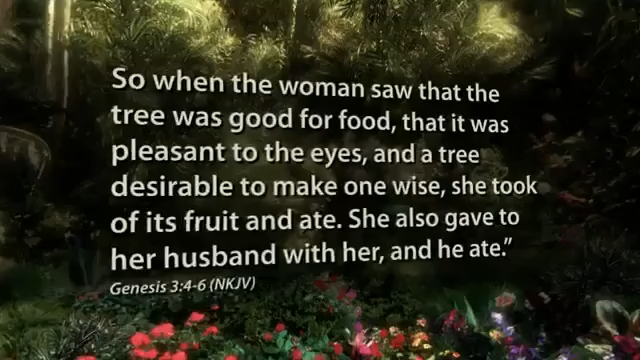 So when the woman saw that the
tree was good for food, that it was
pleasant to the eyes, and a tree
desirable to make one wise, she took
of its fruit and ate. She also gave to
her husband with her, and he ate.”
Genesis 3:4-6 (NKJV)